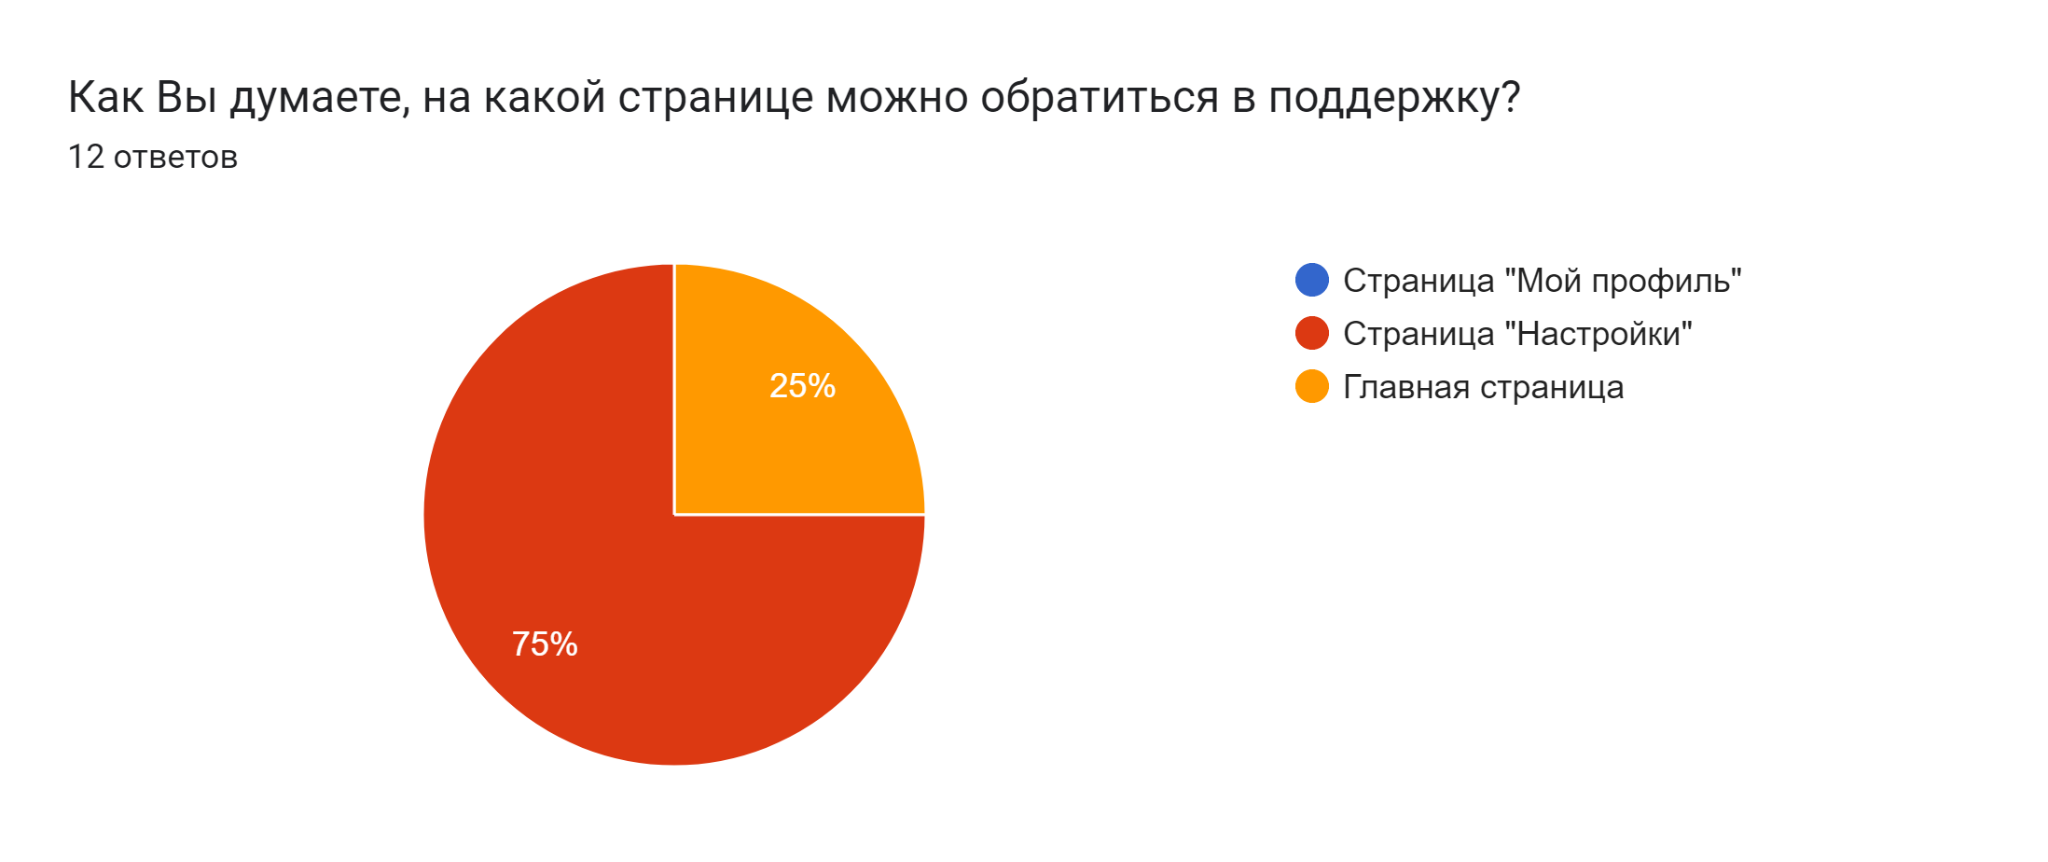 Как Вы думаете, на какой странице можно обратиться в поддержку?
12 ответов
Страница "Мой профиль"
Страница "Настройки"
Главная страница
25%
75%